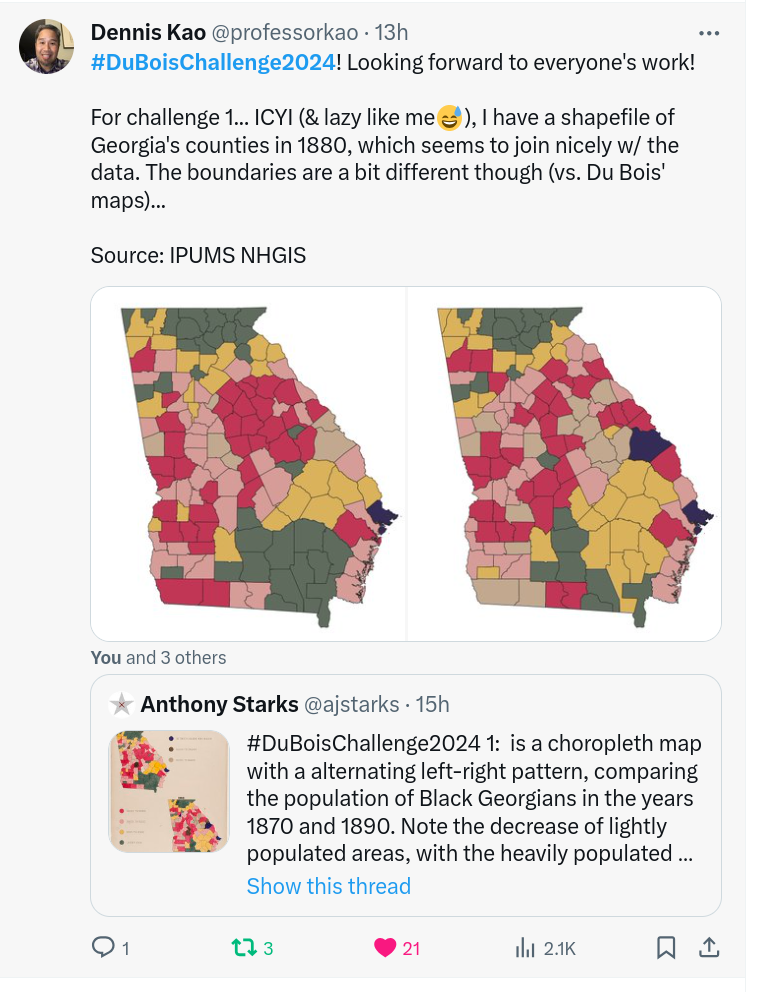 Dennis Kao @professorkao · 13h
#DuBoisChallenge2024! Looking forward to everyone's work!
For challenge 1... ICYI (& lazy like me😅), I have a shapefile of
Georgia's counties in 1880, which seems to join nicely w/ the
data. The boundaries are a bit different though (vs. Du Bois'
maps)...
Source: IPUMS NHGIS
You and 3 others
Anthony Starks @ajstarks · 15h
#DuBoisChallenge2024 1:  is a choropleth map
with a alternating left-right pattern, comparing
the population of Black Georgians in the years
1870 and 1890. Note the decrease of lightly
populated areas, with the heavily populated ...
Show this thread
1 3 21 2.1K